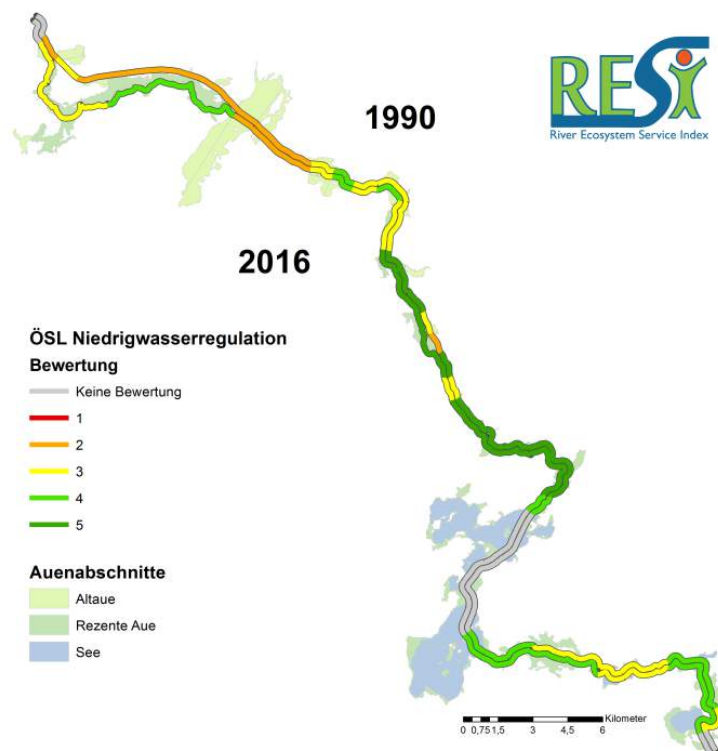 RESI
River Ecosystem Service Index
1990
2016
ÖSL Niedrigwasserregulation
Bewertung
Keine Bewertung
1
2
3
4
5
Auenabschnitte
Altaue
Rezente Aue
See
Kilometer
0 0,75 1,5 3 4,5 6